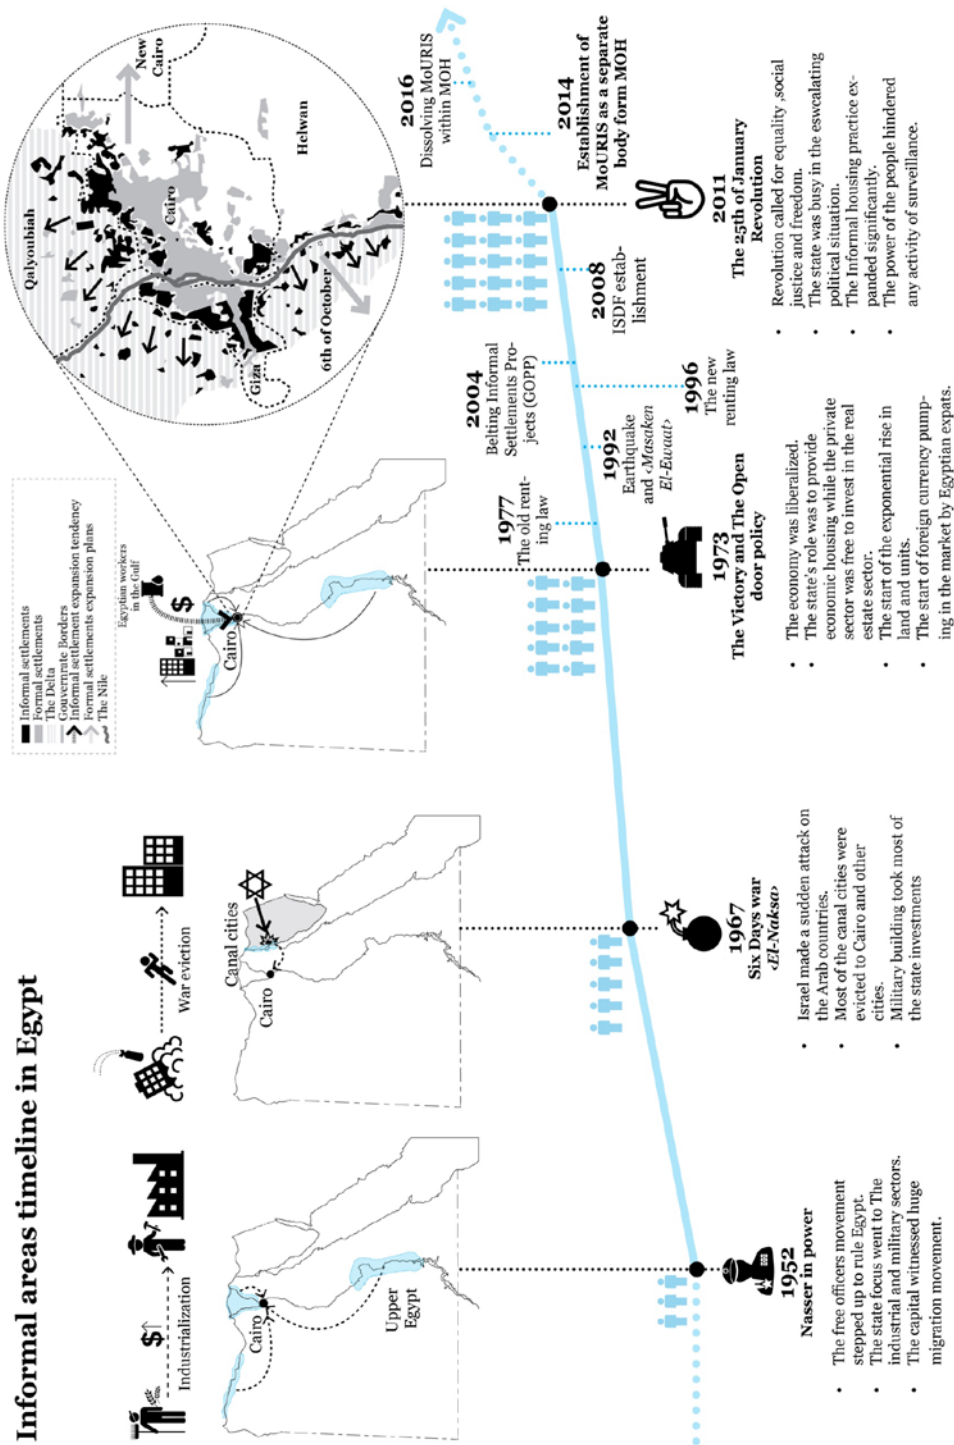 Informal areas timeline in Egypt
Industrialization
$
Cairo
Upper
Egypt
War eviction
Canal cities
Cairo
Informal settlements
Formal settlements
The Delta
Gouvernrate Borders
Informal settlement expansion tendency
Formal settlements expansion plans
The Nile
Egyptian workers
in the Gulf
$
Cairo
Qalyoubiah
New
Cairo
Cairo
Helwan
Giza
6th of October
1952
Nasser in power
• The free officers movement
stepped up to rule Egypt.
• The state focus went to The
industrial and military sectors.
• The capital witnessed huge
migration movement.
1967
Six Days war
‹El-Naksa›
• Israel made a sudden attack on
the Arab countries.
• Most of the canal cities were
evicted to Cairo and other
cities.
• Military building took most of
the state investments
1973
The Victory and The Open
door policy
• The economy was liberalized.
• The state's role was to provide
economic housing while the private
sector was free to invest in the real
estate sector.
• The start of the exponential rise in
land and units.
• The start of foreign currency pump-
ing in the market by Egyptian expats.
1977
The old rent-
ing law
1992
Earthquake
and ‹Masaken
El-Ewaat›
1996
The new
renting law
2004
Belting Informal
Settlements Pro-
jects (GOPP)
2008
ISDF estab-
lishment
2011
The 25th of January
Revolution
• Revolution called for equality ,social
justice and freedom.
• The state was busy in the eswcalating
political situation.
• The Informal housing practice ex-
panded significantly.
• The power of the people hindered
any activity of surveillance.
2014
Establishment of
MoURIS as a separate
body form MOH
2016
Dissolving MoURIS
within MOH